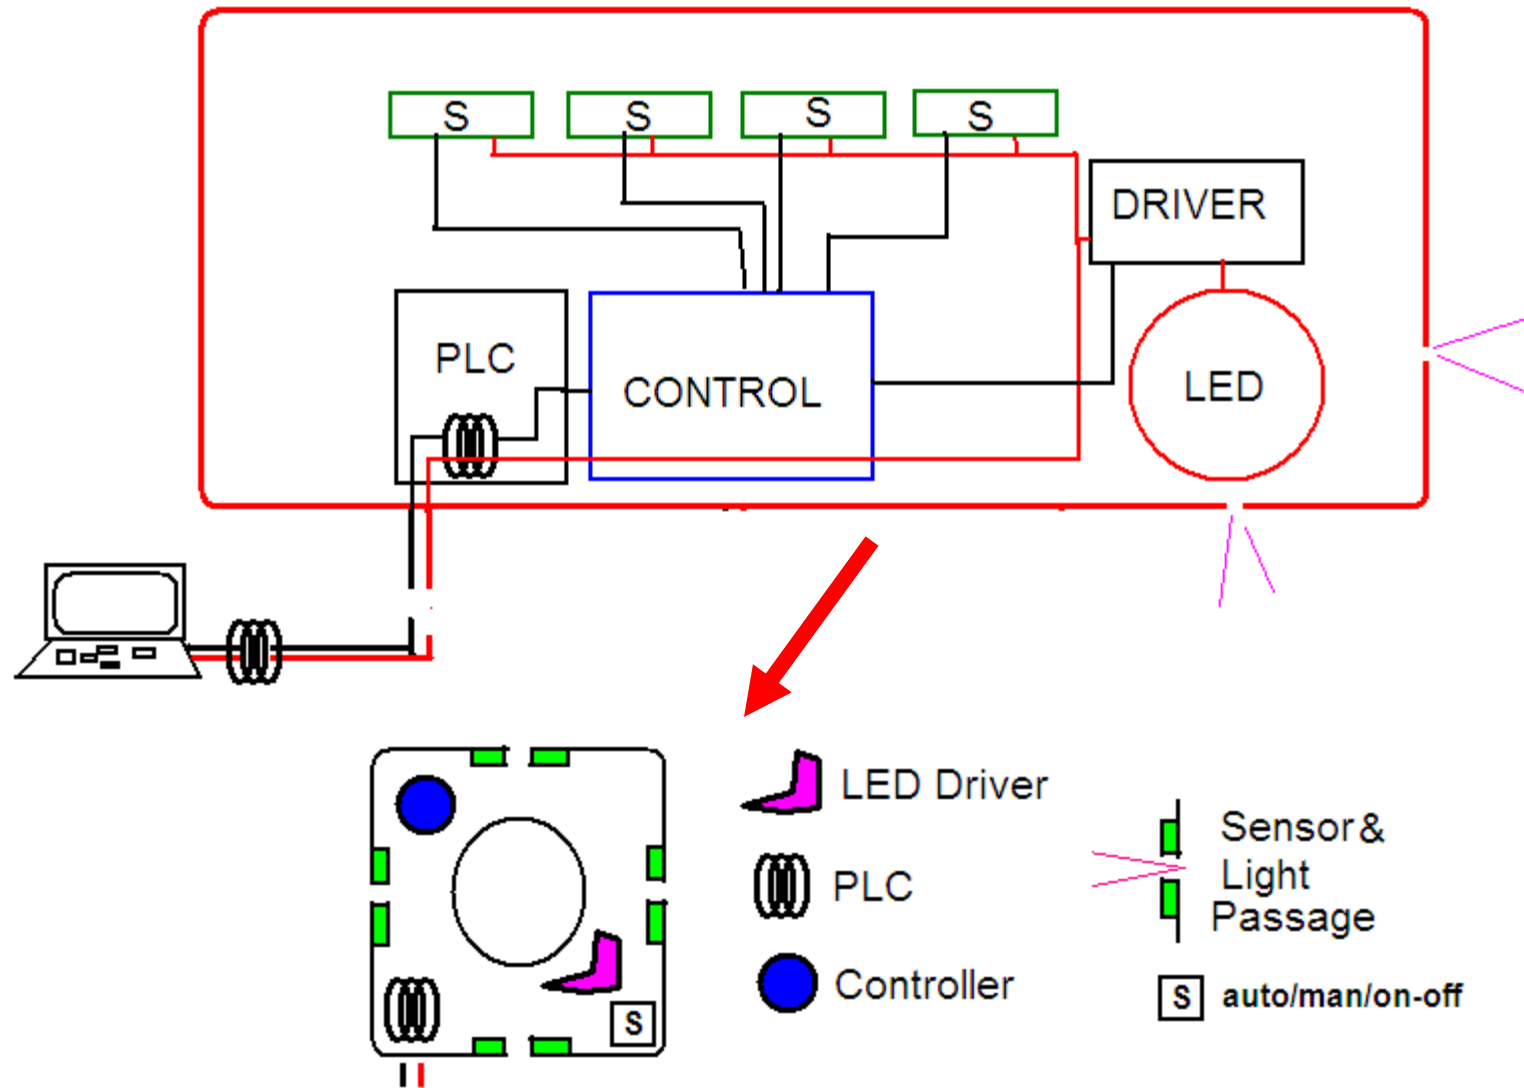 S
S
S
S
DRIVER
PLC
CONTROL
LED
LED Driver
PLC
Controller
Sensor &
Light
Passage
S
S auto/man/on-off